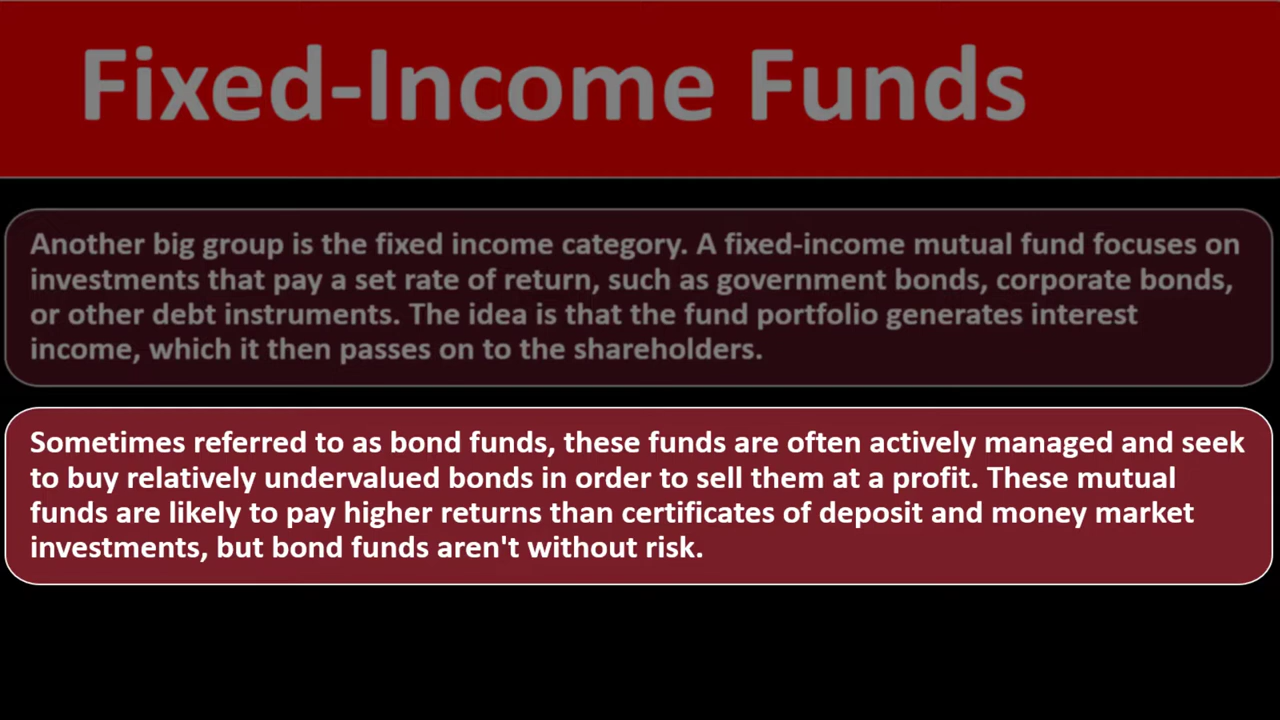 Fixed-Income Funds
Another big group is the fixed income category. A fixed-income mutual fund focuses on
investments that pay a set rate of return, such as government bonds, corporate bonds,
or other debt instruments. The idea is that the fund portfolio generates interest
income, which it then passes on to the shareholders.
Sometimes referred to as bond funds, these funds are often actively managed and seek
to buy relatively undervalued bonds in order to sell them at a profit. These mutual
funds are likely to pay higher returns than certificates of deposit and money market
investments, but bond funds aren't without risk.